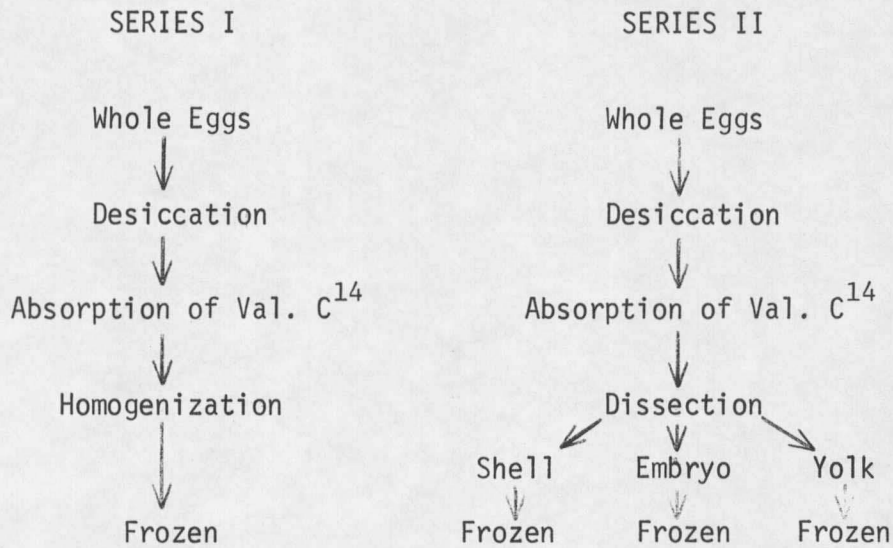 SERIES I
Whole Eggs
Desiccation
Absorption of Val. C14
Homogenization
Frozen
SERIES II
Whole Eggs
Desiccation
Absorption of Val. C14
Dissection
Shell Embryo Yolk
Frozen Frozen Frozen